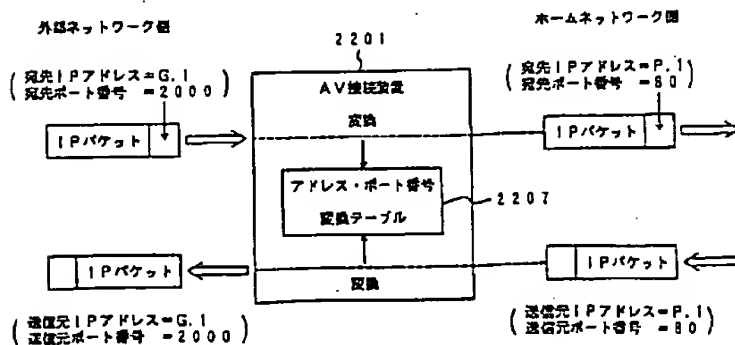 外部ネットワーク側
ホームネットワーク側
2201
(宛先IPアドレス=G.1
宛先ポート番号 =2000)
(宛先IPアドレス=P.1
宛先ポート番号 =80)
AV接続装置
変換
IPパケット
IPパケット
アドレス・ポート番号
変換テーブル
2207
IPパケット
IPパケット
変換
(送信元IPアドレス=G.1
送信元ポート番号=2000)
(送信元IPアドレス=P.1
送信元ポート番号 =80)